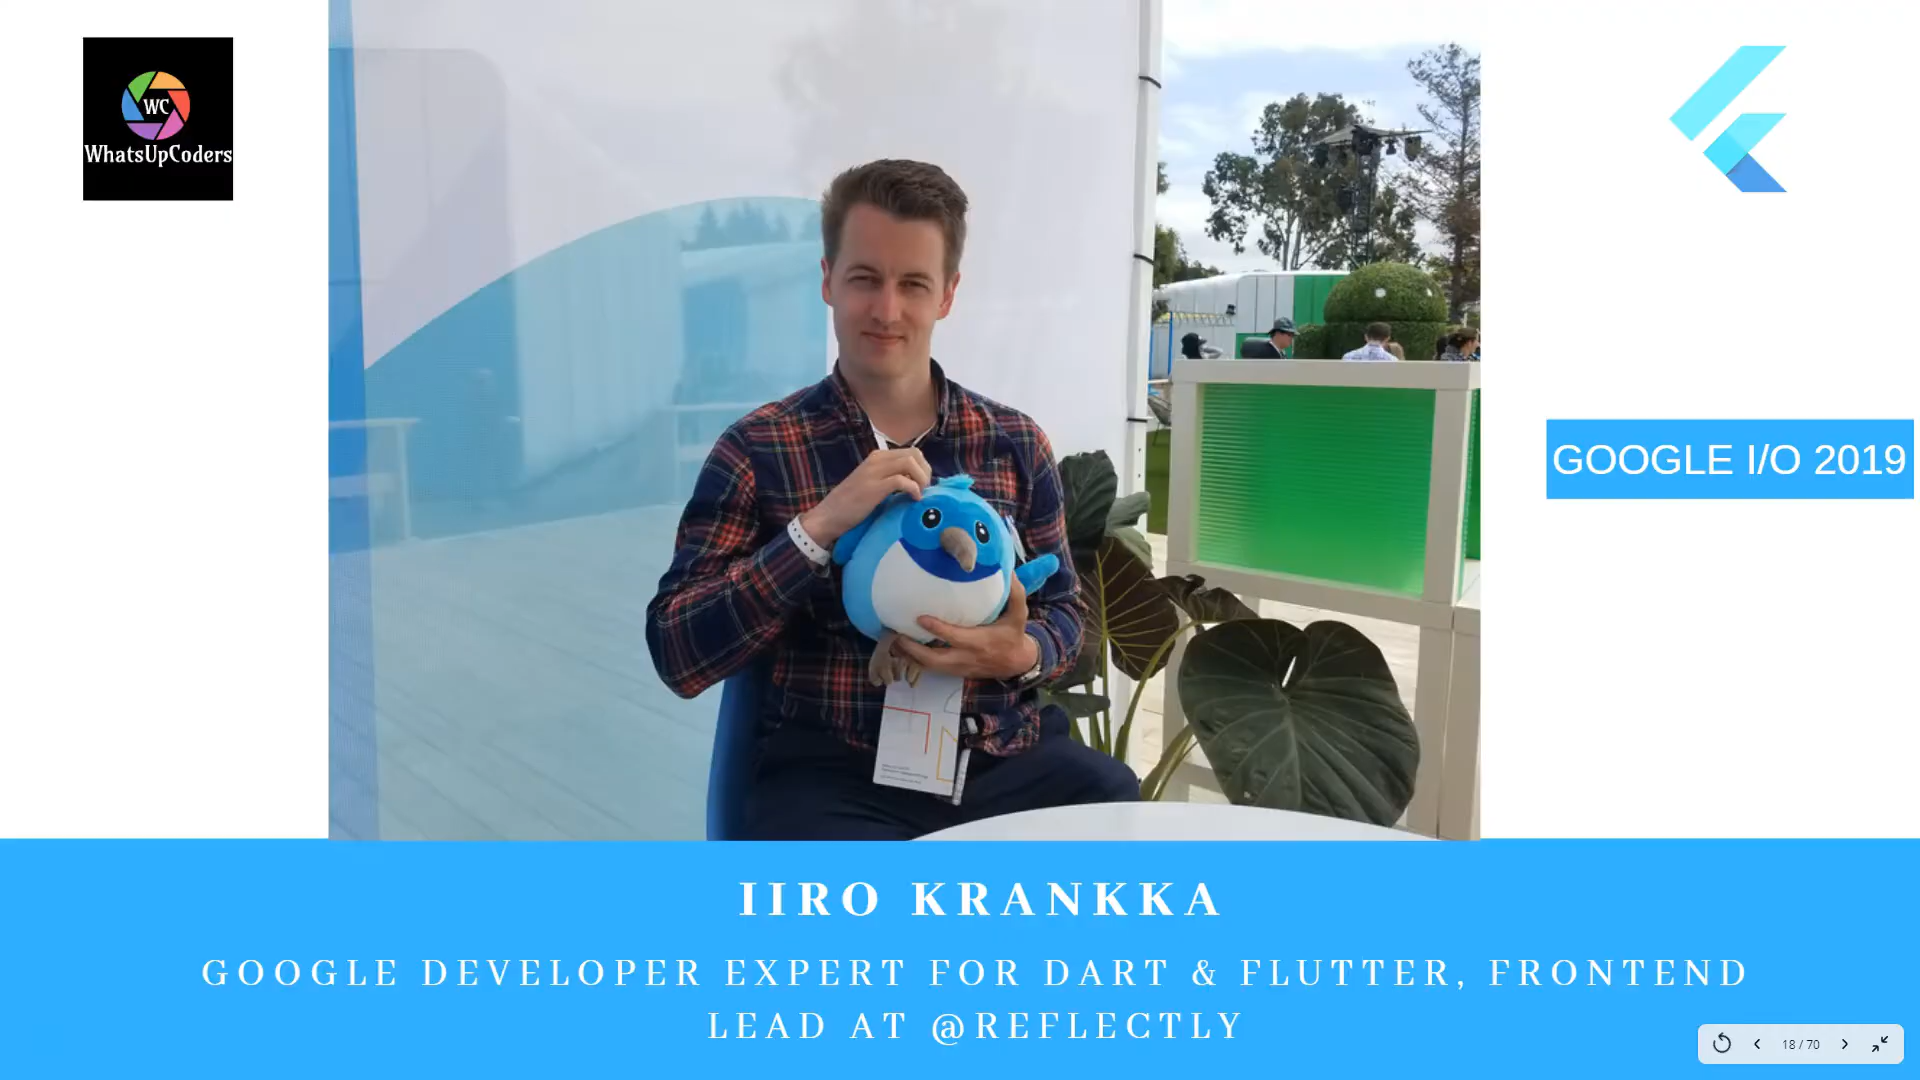 WC
WhatsUpCoders
GOOGLE I/O 2019
IIRO KRANKKA
GOOGLE DEVELOPER EXPERT FOR DART & FLUTTER, FRONTEND
LEAD AT @REFLECTLY
18 / 70